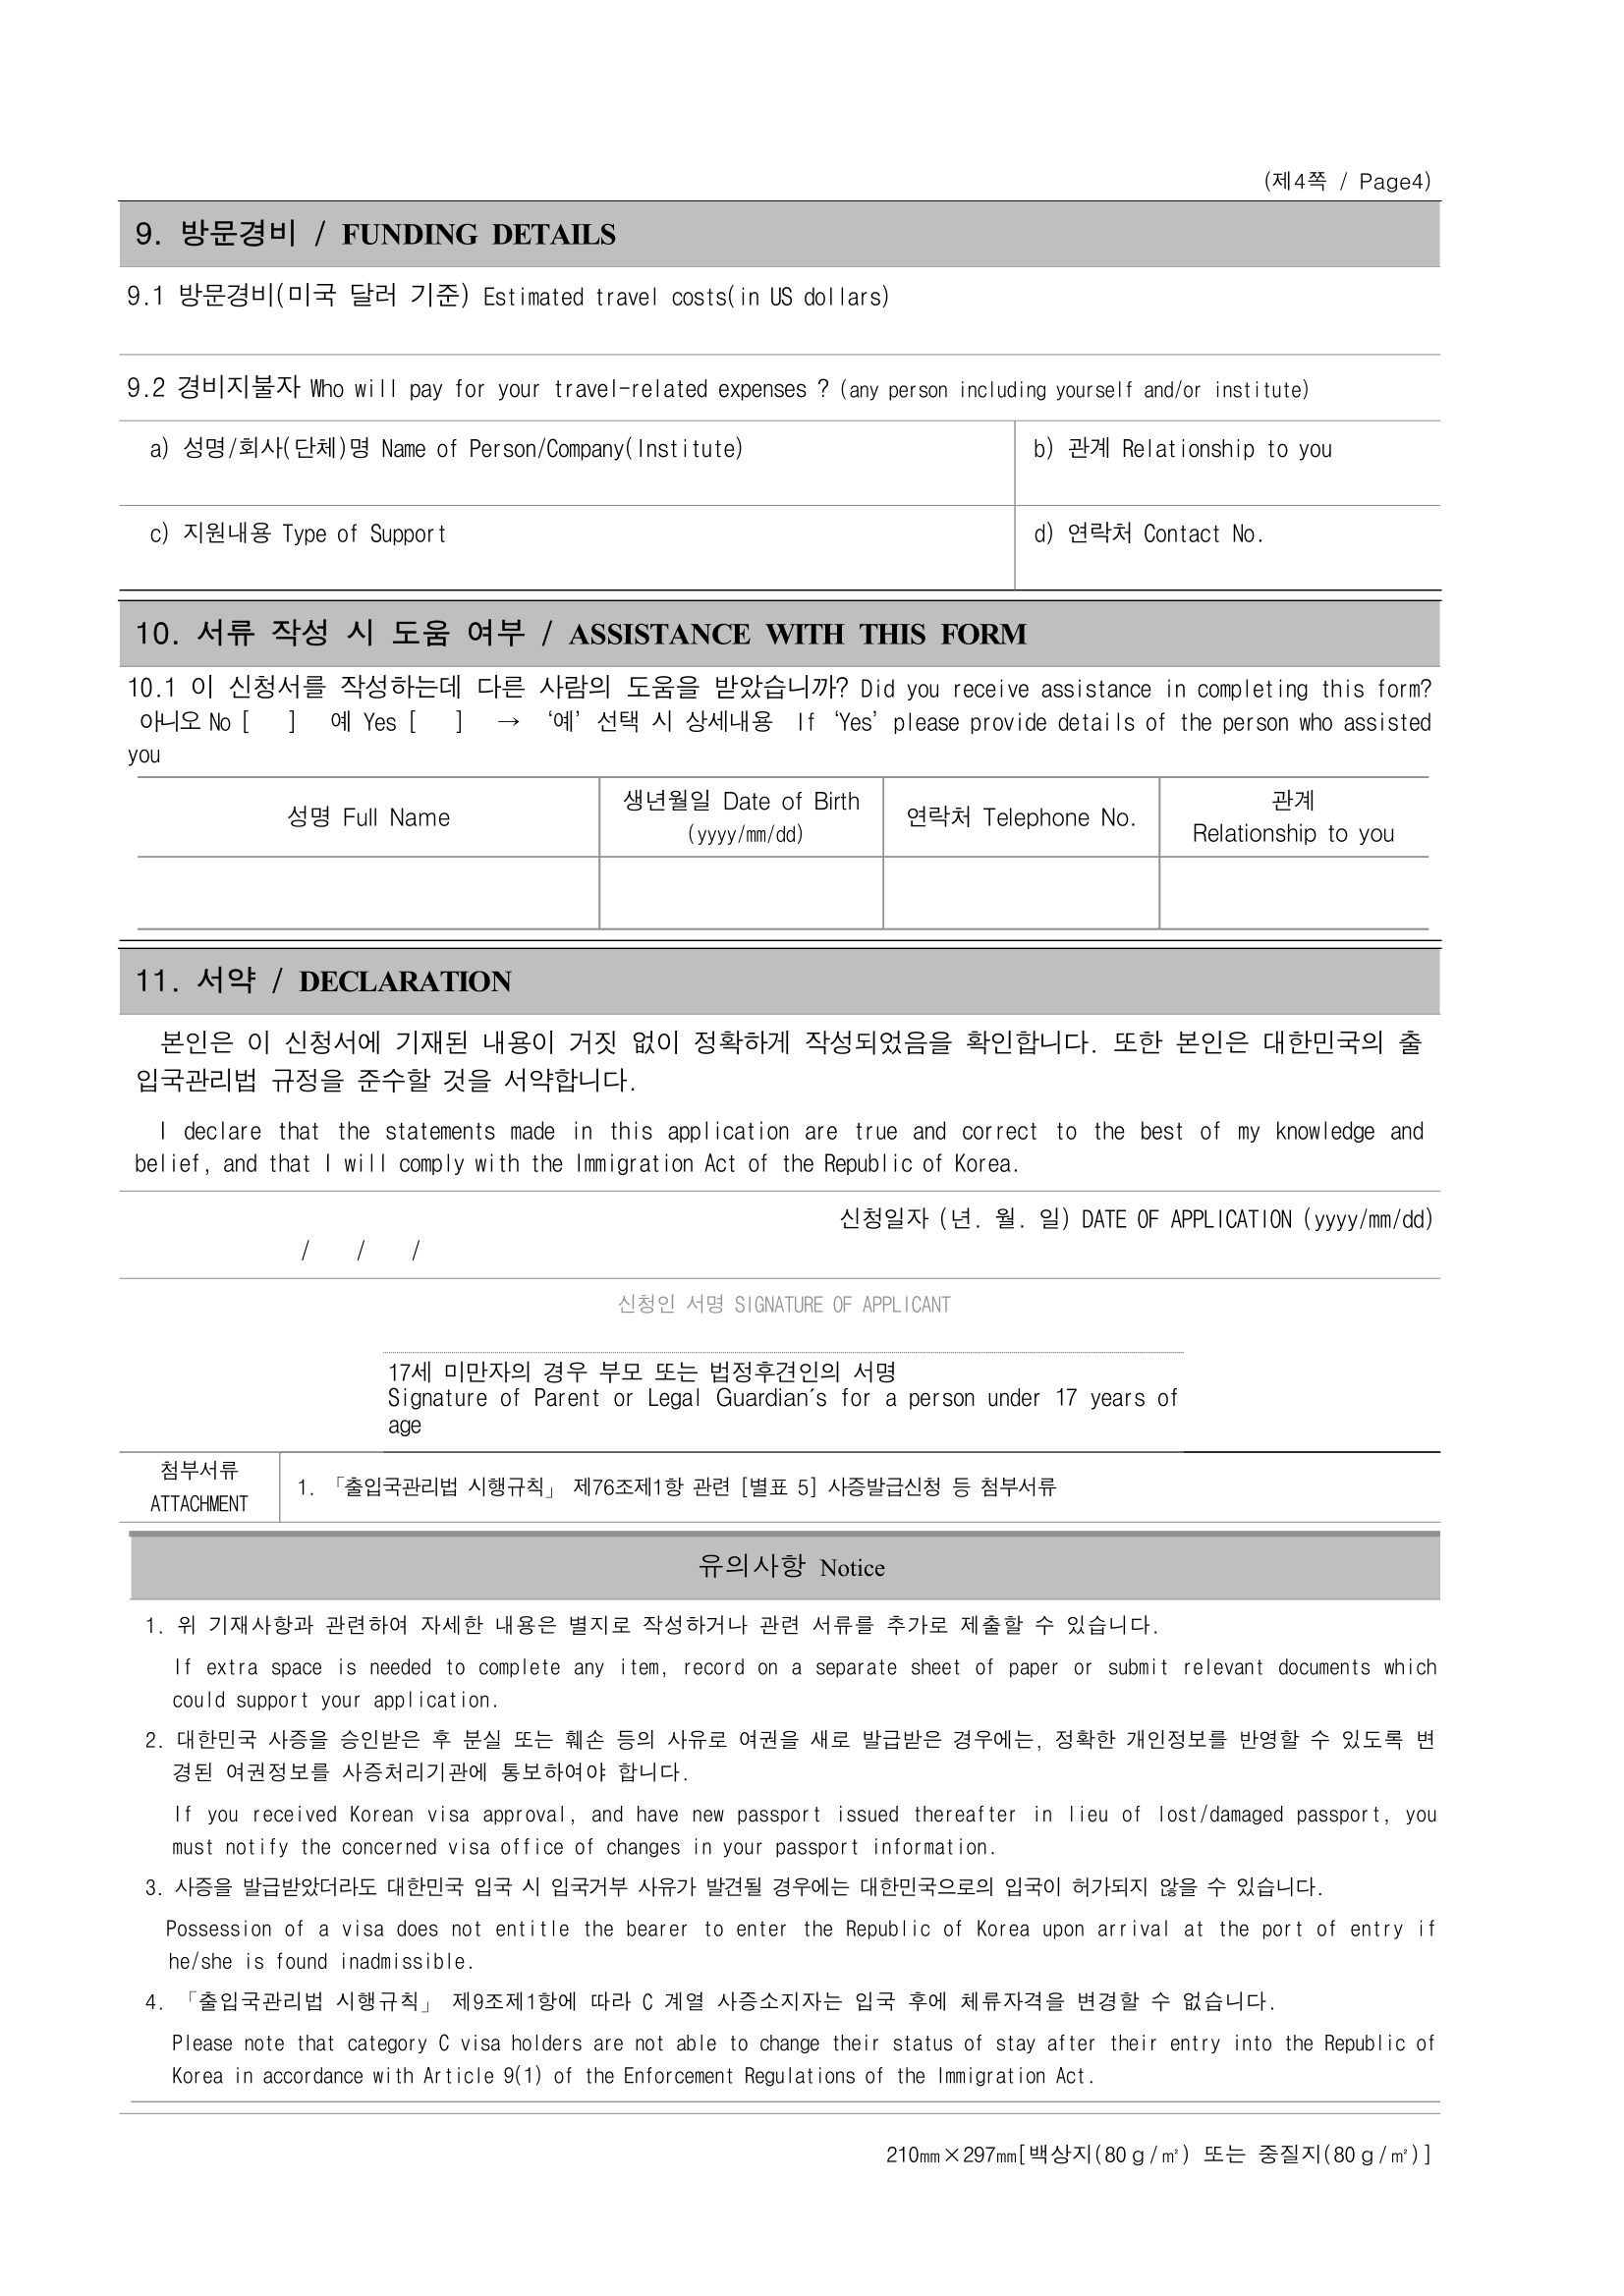 (제4쪽 / Page4)
9. 방문경비 / FUNDING DETAILS
9.1 방문경비(미국 달러 기준) Estimated travel costs(in US dollars)
9.2 경비지불자 Who will pay for your travel-related expenses ? (any person including yourself and/or institute)
a) 성명/회사(단체)명 Name of Person/Company(Institute)
b) 관계 Relationship to you
c) 지원내용 Type of Support
d) 연락처 Contact No.
10. 서류 작성 시 도움 여부 / ASSISTANCE WITH THIS FORM
10.1 이 신청서를 작성하는데 다른 사람의 도움을 받았습니까? Did you receive assistance in completing this form?
아니오 No [ ] 예 Yes [ ] → ‘예’ 선택 시 상세내용 If ‘Yes’ please provide details of the person who assisted
you
성명 Full Name
생년월일 Date of Birth
(yyyy/mm/dd)
연락처 Telephone No.
관계
Relationship to you
11. 서약 / DECLARATION
본인은 이 신청서에 기재된 내용이 거짓 없이 정확하게 작성되었음을 확인합니다. 또한 본인은 대한민국의 출
입국관리법 규정을 준수할 것을 서약합니다.
I declare that the statements made in this application are true and correct to the best of my knowledge and
belief, and that I will comply with the Immigration Act of the Republic of Korea.
신청일자 (년. 월. 일) DATE OF APPLICATION (yyyy/mm/dd)
/ / /
신청인 서명 SIGNATURE OF APPLICANT
17세 미만자의 경우 부모 또는 법정후견인의 서명
Signature of Parent or Legal Guardian´s for a person under 17 years of
age
첨부서류
ATTACHMENT
1. 「출입국관리법 시행규칙」 제76조제1항 관련 [별표 5] 사증발급신청 등 첨부서류
유의사항 Notice
1. 위 기재사항과 관련하여 자세한 내용은 별지로 작성하거나 관련 서류를 추가로 제출할 수 있습니다.
If extra space is needed to complete any item, record on a separate sheet of paper or submit relevant documents which
could support your application.
2. 대한민국 사증을 승인받은 후 분실 또는 훼손 등의 사유로 여권을 새로 발급받은 경우에는, 정확한 개인정보를 반영할 수 있도록 변
경된 여권정보를 사증처리기관에 통보하여야 합니다.
If you received Korean visa approval, and have new passport issued thereafter in lieu of lost/damaged passport, you
must notify the concerned visa office of changes in your passport information.
3. 사증을 발급받았더라도 대한민국 입국 시 입국거부 사유가 발견될 경우에는 대한민국으로의 입국이 허가되지 않을 수 있습니다.
Possession of a visa does not entitle the bearer to enter the Republic of Korea upon arrival at the port of entry if
he/she is found inadmissible.
4. 「출입국관리법 시행규칙」 제9조제1항에 따라 C 계열 사증소지자는 입국 후에 체류자격을 변경할 수 없습니다.
Please note that category C visa holders are not able to change their status of stay after their entry into the Republic of
Korea in accordance with Article 9(1) of the Enforcement Regulations of the Immigration Act.
210㎜×297㎜[백상지(80ｇ/㎡) 또는 중질지(80ｇ/㎡)]